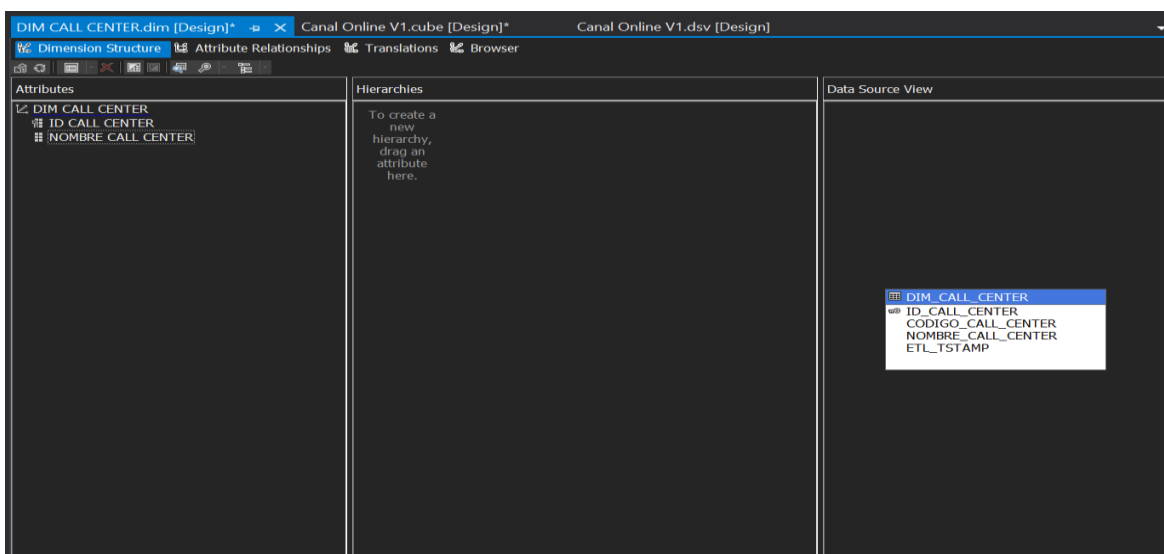 DIM CALL CENTER.dim [Design]* Canal Online V1.cube [Design]* Canal Online V1.dsv [Design]
Dimension Structure Attribute Relationships Translations Browser
Attributes
DIM CALL CENTER
ID CALL CENTER
NOMBRE CALL CENTER
Hierarchies
To create a
new
hierarchy,
drag an
attribute
here.
Data Source View
DIM_CALL_CENTER
ID_CALL_CENTER
CODIGO_CALL_CENTER
NOMBRE_CALL_CENTER
ETL_TSTAMP